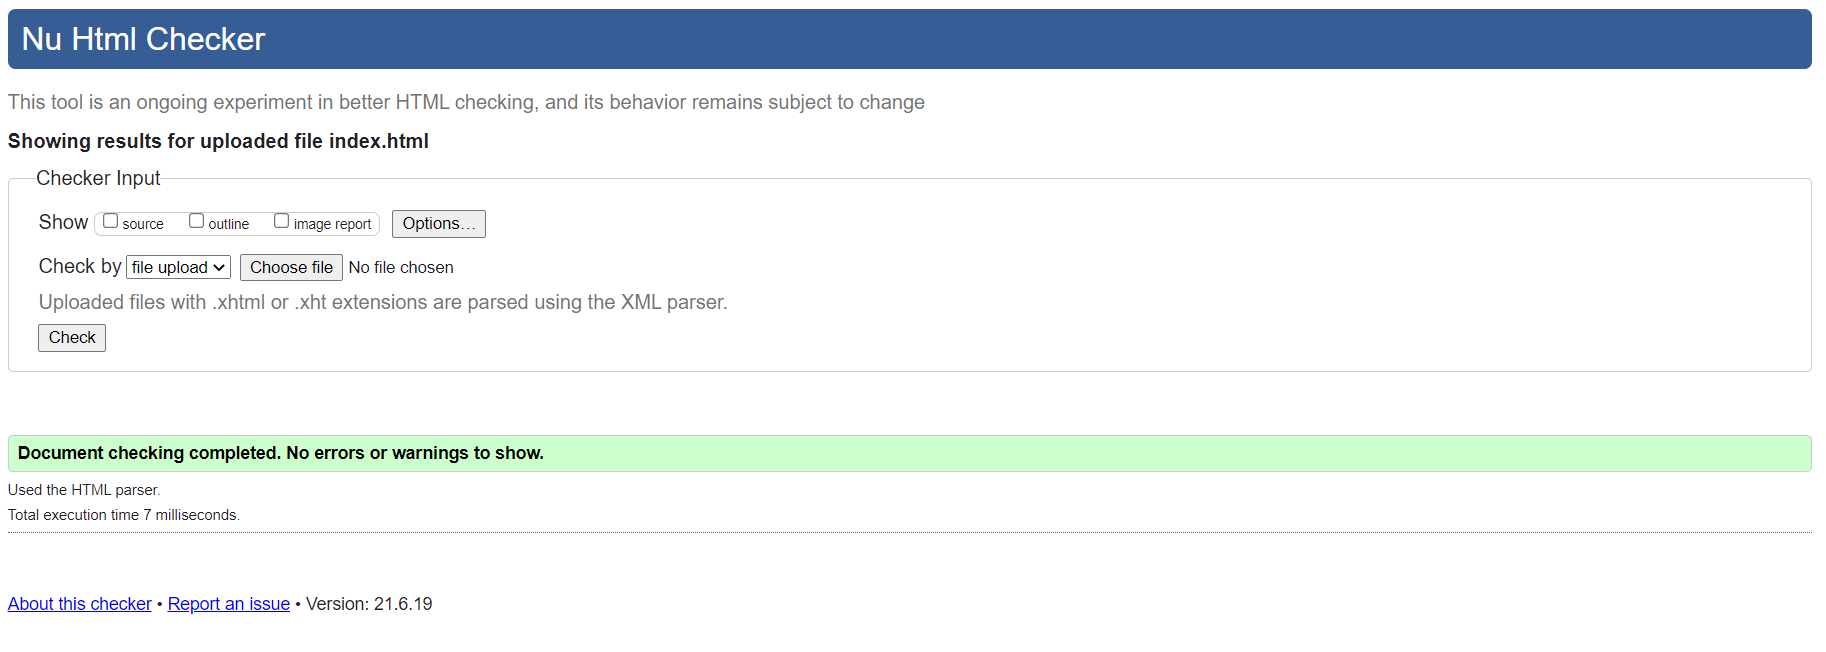 Nu Html Checker
This tool is an ongoing experiment in better HTML checking, and its behavior remains subject to change
Showing results for uploaded file index.html
Checker Input
Show source outline image report Options…
Check by file upload Choose file No file chosen
Uploaded files with .xhtml or .xht extensions are parsed using the XML parser.
Check
Document checking completed. No errors or warnings to show.
Used the HTML parser.
Total execution time 7 milliseconds.
About this checker • Report an issue • Version: 21.6.19